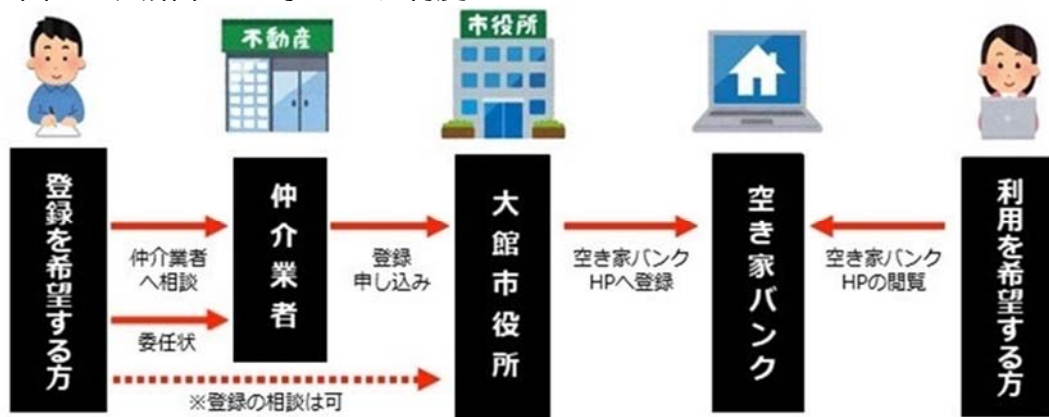 不動産
市役所
登録を希望する方
仲介業者
へ相談
委任状
仲介業者
登録
申し込み
※登録の相談は可
大館市役所
空き家バンク
HPへ登録
空き家バンク
空き家バンク
HPの閲覧
利用を希望する方